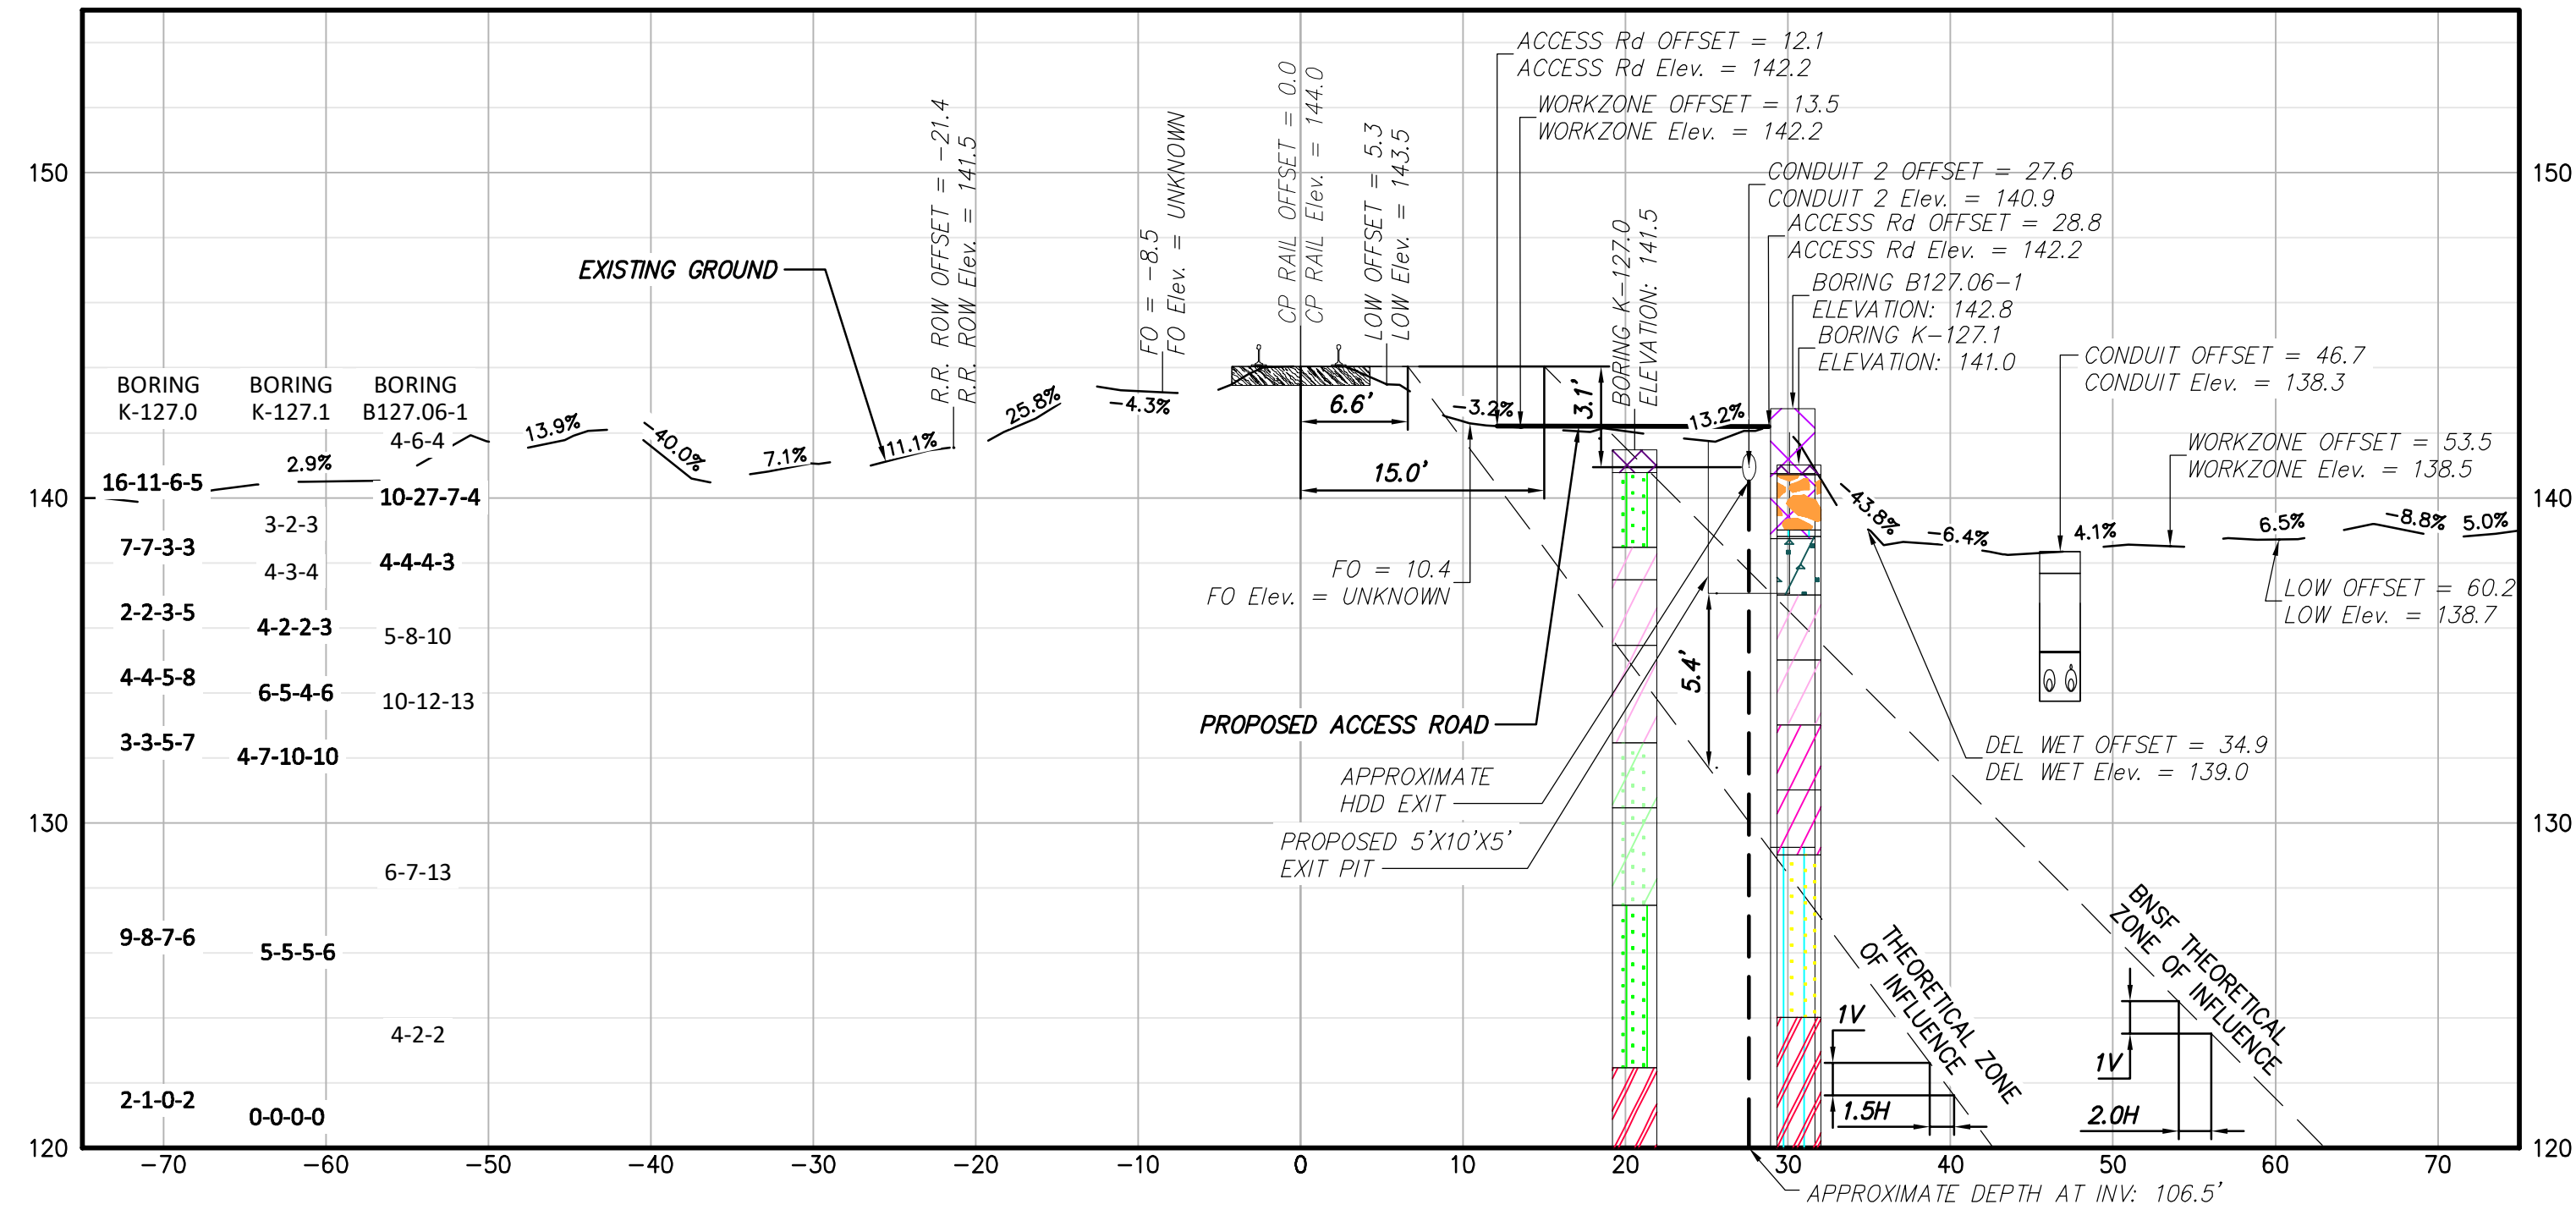 ACCESS Rd OFFSET = 12.1
ACCESS Rd Elev. = 142.2
WORKZONE OFFSET = 13.5
WORKZONE Elev. = 142.2
CONDUIT 2 OFFSET = 27.6
CONDUIT 2 Elev. = 140.9
ACCESS Rd OFFSET = 28.8
ACCESS Rd Elev. = 142.2
BORING B127.06-1
ELEVATION: 142.8
BORING K-127.1
ELEVATION: 141.0
CONDUIT OFFSET = 46.7
CONDUIT Elev. = 138.3
WORKZONE OFFSET = 53.5
WORKZONE Elev. = 138.5
LOW OFFSET = 60.2
LOW Elev. = 138.7
DEL WET OFFSET = 34.9
DEL WET Elev. = 139.0
R.R. ROW OFFSET = -21.4
R.R. ROW Elev. = 141.5
FO = -8.5
FO Elev. = UNKNOWN
CP RAIL OFFSET = 0.0
CP RAIL Elev. = 144.0
LOW OFFSET = 5.3
LOW Elev. = 143.5
BORING K-127.0
ELEVATION: 141.5
EXISTING GROUND
FO = 10.4
FO Elev. = UNKNOWN
PROPOSED ACCESS ROAD
APPROXIMATE
HDD EXIT
PROPOSED 5'X10'X5'
EXIT PIT
6.6'
15.0'
3.1'
5.4'
2.9%
13.9%
-40.0%
7.1%
11.1%
25.8%
-4.3%
-3.2%
13.2%
-43.8%
-6.4%
4.1%
6.5%
-8.8%
5.0%
BORING
K-127.0
16-11-6-5
7-7-3-3
2-2-3-5
4-4-5-8
3-3-5-7
9-8-7-6
2-1-0-2
BORING
K-127.1
3-2-3
4-3-4
4-2-2-3
6-5-4-6
4-7-10-10
5-5-5-6
0-0-0-0
BORING
B127.06-1
4-6-4
10-27-7-4
4-4-4-3
5-8-10
10-12-13
6-7-13
4-2-2
THEORETICAL ZONE
OF INFLUENCE
1V
1.5H
BNSF THEORETICAL
ZONE OF INFLUENCE
1V
2.0H
APPROXIMATE DEPTH AT INV: 106.5'
150
140
130
120
150
140
130
120
-70
-60
-50
-40
-30
-20
-10
0
10
20
30
40
50
60
70